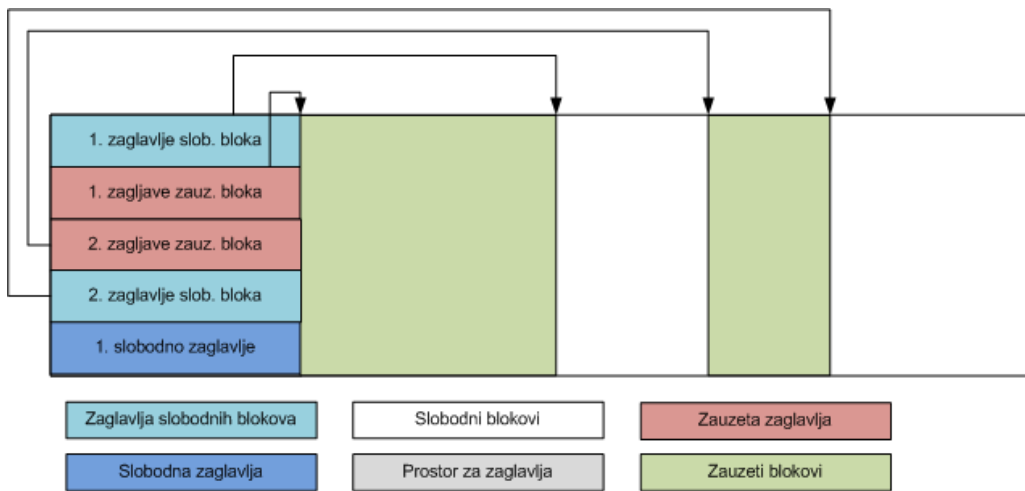 1. zaglavlje slob. bloka
1. zagljave zauz. bloka
2. zagljave zauz. bloka
2. zaglavlje slob. bloka
1. slobodno zaglavlje
Zaglavlja slobodnih blokova
Slobodni blokovi
Zauzeta zaglavlja
Slobodna zaglavlja
Prostor za zaglavlja
Zauzeti blokovi